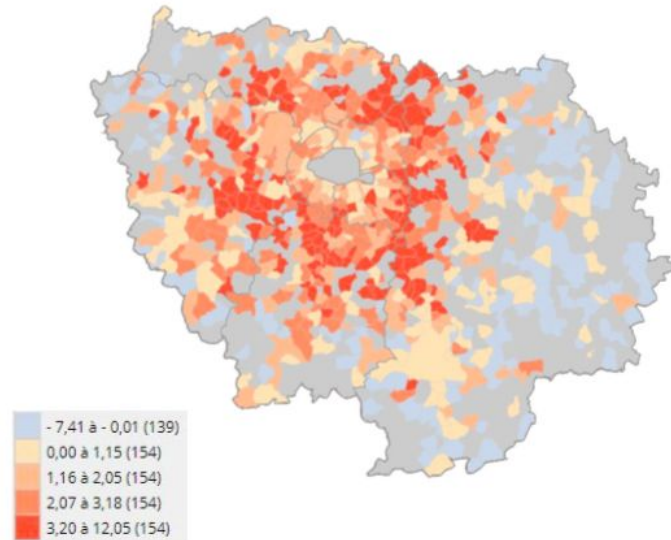 - 7,41 à - 0,01 (139)
0,00 à 1,15 (154)
1,16 à 2,05 (154)
2,07 à 3,18 (154)
3,20 à 12,05 (154)